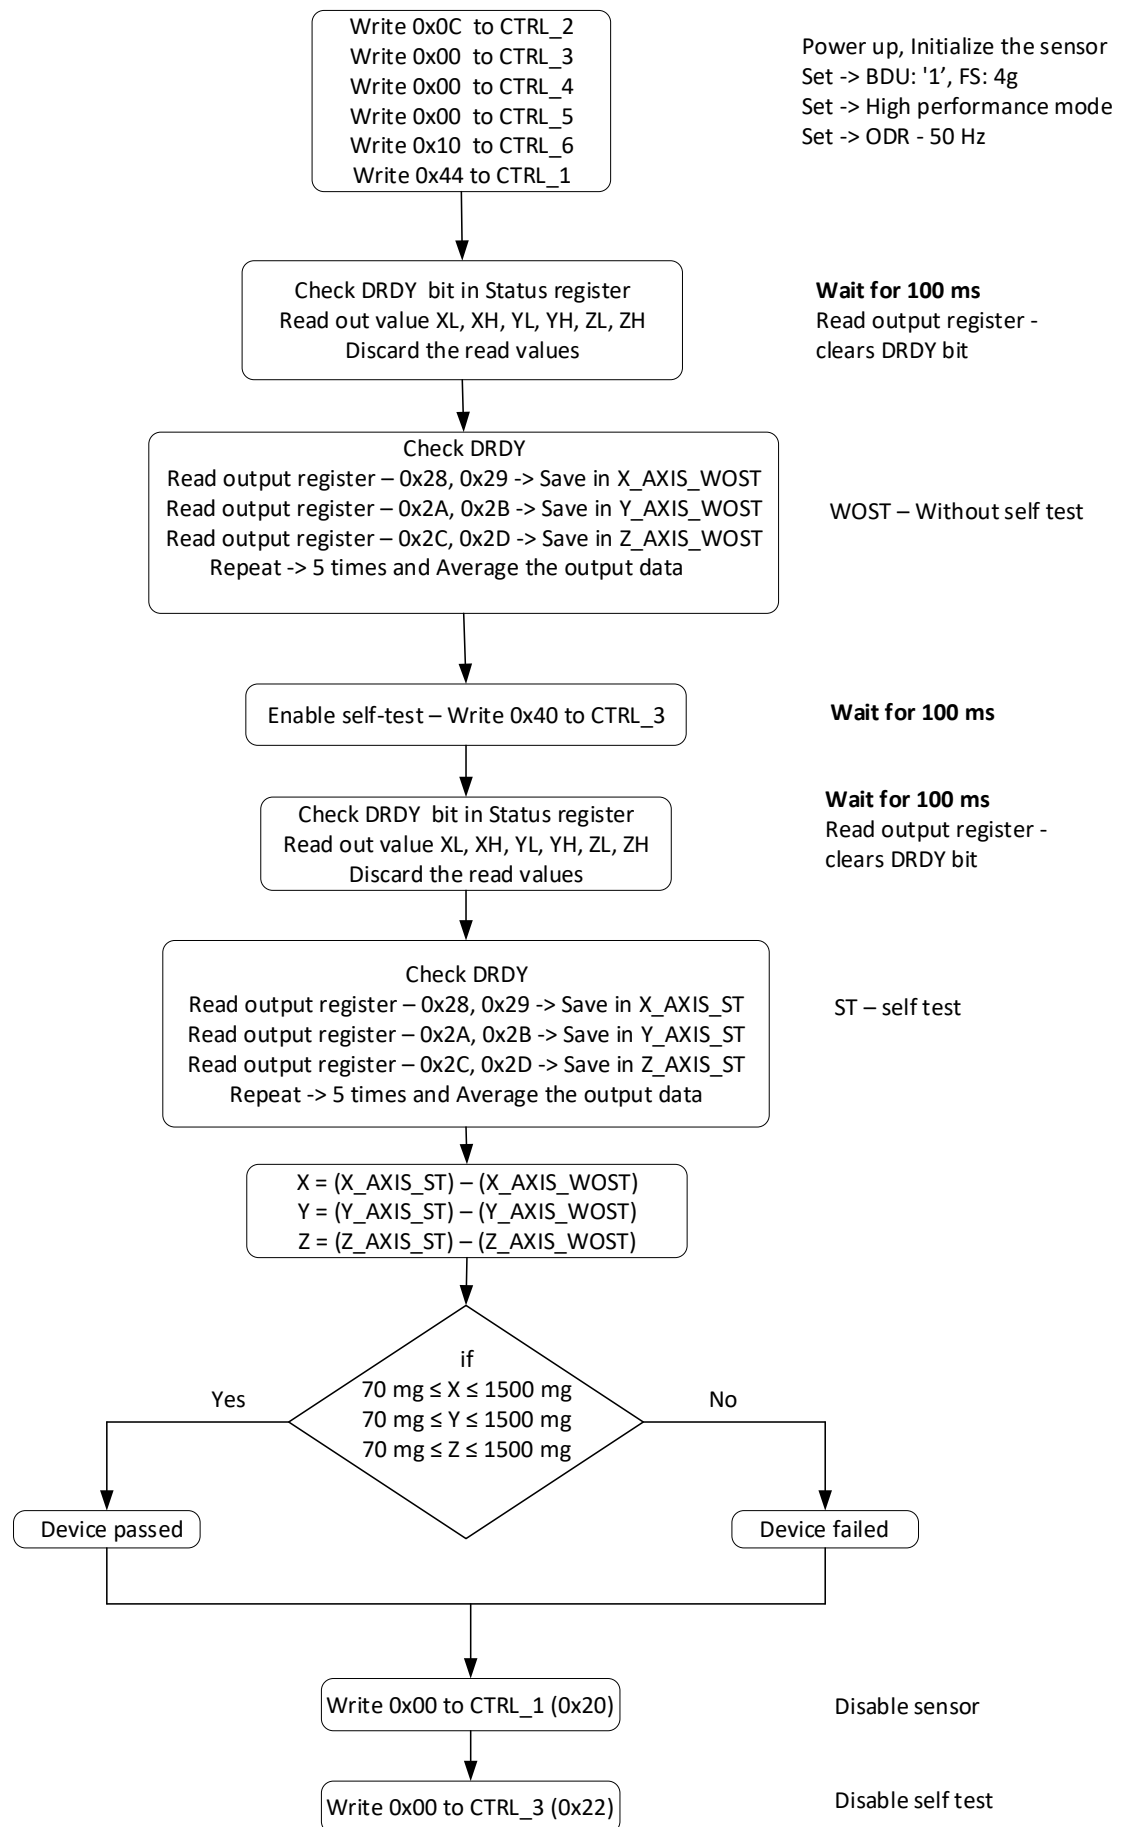 Write 0x0C to CTRL_2
Write 0x00 to CTRL_3
Write 0x00 to CTRL_4
Write 0x00 to CTRL_5
Write 0x10 to CTRL_6
Write 0x44 to CTRL_1
Power up, Initialize the sensor
Set -> BDU: '1’, FS: 4g
Set -> High performance mode
Set -> ODR - 50 Hz
Check DRDY bit in Status register
Read out value XL, XH, YL, YH, ZL, ZH
Discard the read values
Wait for 100 ms
Read output register -
clears DRDY bit
Check DRDY
Read output register – 0x28, 0x29 -> Save in X_AXIS_WOST
Read output register – 0x2A, 0x2B -> Save in Y_AXIS_WOST
Read output register – 0x2C, 0x2D -> Save in Z_AXIS_WOST
Repeat -> 5 times and Average the output data
WOST – Without self test
Enable self-test – Write 0x40 to CTRL_3
Wait for 100 ms
Check DRDY bit in Status register
Read out value XL, XH, YL, YH, ZL, ZH
Discard the read values
Wait for 100 ms
Read output register -
clears DRDY bit
Check DRDY
Read output register – 0x28, 0x29 -> Save in X_AXIS_ST
Read output register – 0x2A, 0x2B -> Save in Y_AXIS_ST
Read output register – 0x2C, 0x2D -> Save in Z_AXIS_ST
Repeat -> 5 times and Average the output data
ST – self test
X = (X_AXIS_ST) – (X_AXIS_WOST)
Y = (Y_AXIS_ST) – (Y_AXIS_WOST)
Z = (Z_AXIS_ST) – (Z_AXIS_WOST)
if
70 mg ≤ X ≤ 1500 mg
70 mg ≤ Y ≤ 1500 mg
70 mg ≤ Z ≤ 1500 mg
Yes
No
Device passed
Device failed
Write 0x00 to CTRL_1 (0x20)
Disable sensor
Write 0x00 to CTRL_3 (0x22)
Disable self test